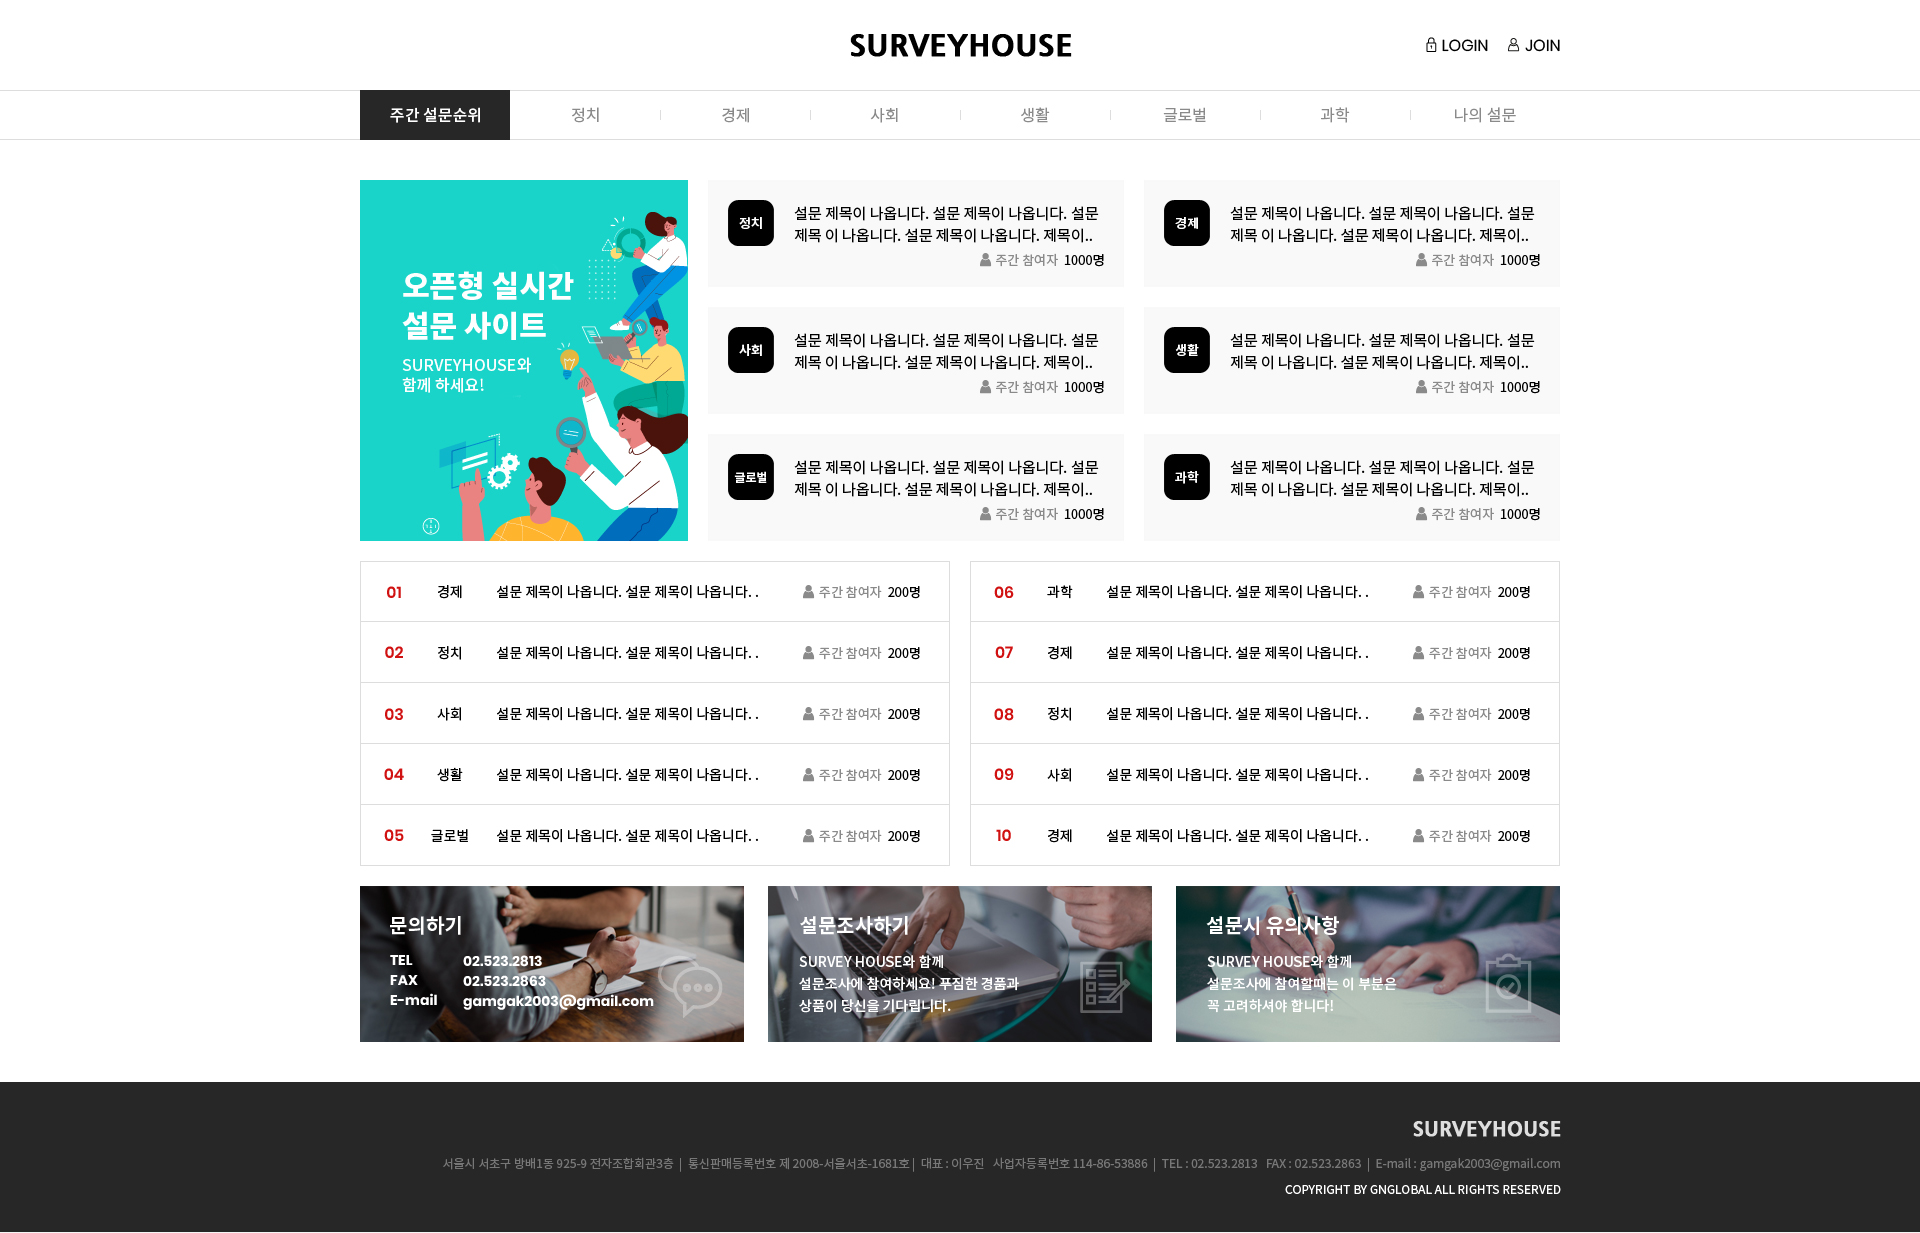 SURVEYHOUSE
LOGIN
JOIN
주간 설문순위
정치
경제
사회
생활
글로벌
과학
나의 설문
오픈형 실시간
설문 사이트
SURVEYHOUSE와
함께 하세요!
정치
설문 제목이 나옵니다. 설문 제목이 나옵니다. 설문
제목 이 나옵니다. 설문 제목이 나옵니다. 제목이..
주간 참여자 1000명
경제
설문 제목이 나옵니다. 설문 제목이 나옵니다. 설문
제목 이 나옵니다. 설문 제목이 나옵니다. 제목이..
주간 참여자 1000명
사회
설문 제목이 나옵니다. 설문 제목이 나옵니다. 설문
제목 이 나옵니다. 설문 제목이 나옵니다. 제목이..
주간 참여자 1000명
생활
설문 제목이 나옵니다. 설문 제목이 나옵니다. 설문
제목 이 나옵니다. 설문 제목이 나옵니다. 제목이..
주간 참여자 1000명
글로벌
설문 제목이 나옵니다. 설문 제목이 나옵니다. 설문
제목 이 나옵니다. 설문 제목이 나옵니다. 제목이..
주간 참여자 1000명
과학
설문 제목이 나옵니다. 설문 제목이 나옵니다. 설문
제목 이 나옵니다. 설문 제목이 나옵니다. 제목이..
주간 참여자 1000명
01 경제 설문 제목이 나옵니다. 설문 제목이 나옵니다. . 주간 참여자 200명
02 정치 설문 제목이 나옵니다. 설문 제목이 나옵니다. . 주간 참여자 200명
03 사회 설문 제목이 나옵니다. 설문 제목이 나옵니다. . 주간 참여자 200명
04 생활 설문 제목이 나옵니다. 설문 제목이 나옵니다. . 주간 참여자 200명
05 글로벌 설문 제목이 나옵니다. 설문 제목이 나옵니다. . 주간 참여자 200명
06 과학 설문 제목이 나옵니다. 설문 제목이 나옵니다. . 주간 참여자 200명
07 경제 설문 제목이 나옵니다. 설문 제목이 나옵니다. . 주간 참여자 200명
08 정치 설문 제목이 나옵니다. 설문 제목이 나옵니다. . 주간 참여자 200명
09 사회 설문 제목이 나옵니다. 설문 제목이 나옵니다. . 주간 참여자 200명
10 경제 설문 제목이 나옵니다. 설문 제목이 나옵니다. . 주간 참여자 200명
문의하기
TEL 02.523.2813
FAX 02.523.2863
E-mail gamgak2003@gmail.com
설문조사하기
SURVEY HOUSE와 함께
설문조사에 참여하세요! 푸짐한 경품과
상품이 당신을 기다립니다.
설문시 유의사항
SURVEY HOUSE와 함께
설문조사에 참여할때는 이 부분은
꼭 고려하셔야 합니다!
SURVEYHOUSE
서울시 서초구 방배1동 925-9 전자조합회관3층 | 통신판매등록번호 제 2008-서울서초-1681호 | 대표 : 이우진 사업자등록번호 114-86-53886 | TEL : 02.523.2813 FAX : 02.523.2863 | E-mail : gamgak2003@gmail.com
COPYRIGHT BY GNGLOBAL ALL RIGHTS RESERVED